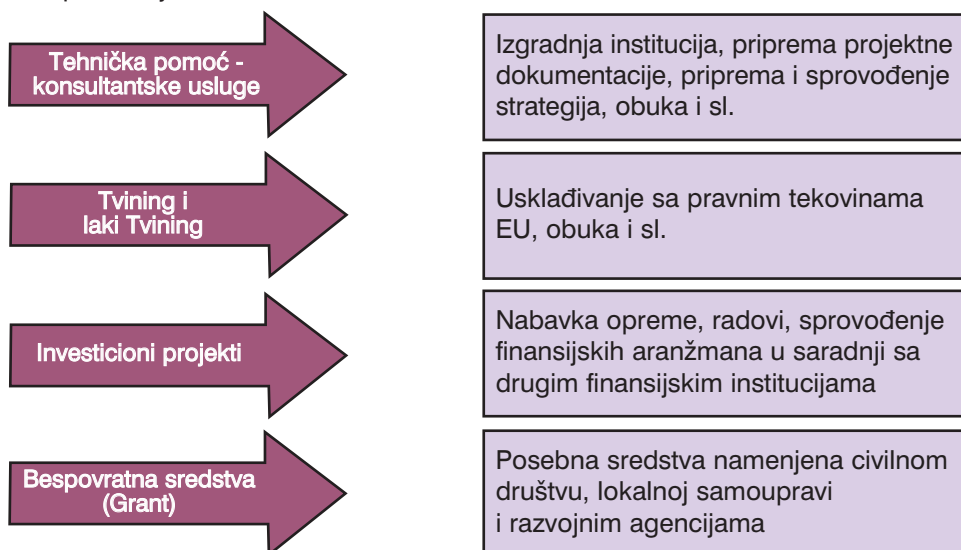 Tehnička pomoć -
konsultantske usluge
Izgradnja institucija, priprema projektne
dokumentacije, priprema i sprovođenje
strategija, obuka i sl.
Tvining i
laki Tvining
Usklađivanje sa pravnim tekovinama
EU, obuka i sl.
Investicioni projekti
Nabavka opreme, radovi, sprovođenje
finansijskih aranžmana u saradnji sa
drugim finansijskim institucijama
Bespovratna sredstva
(Grant)
Posebna sredstva namenjena civilnom
društvu, lokalnoj samoupravi
i razvojnim agencijama